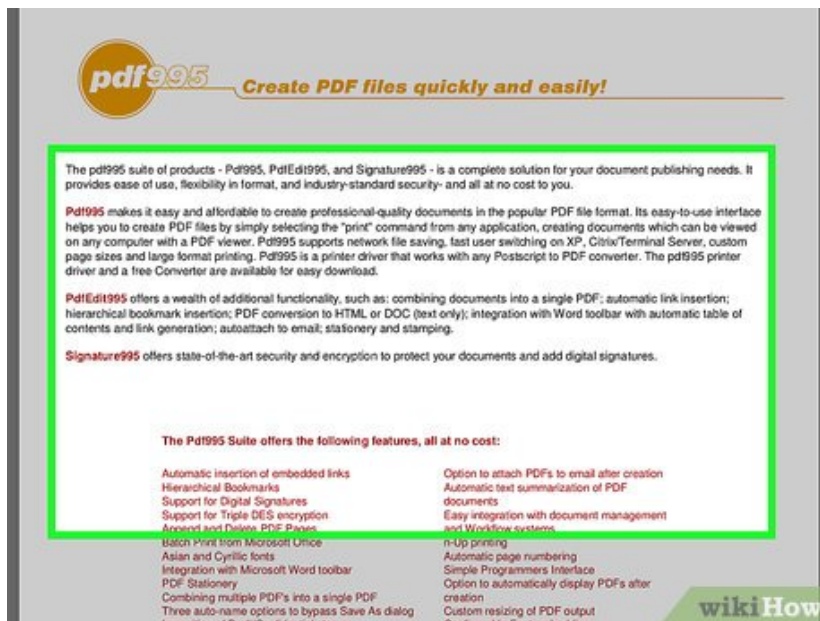 pdf995
Create PDF files quickly and easily!
The pdf995 suite of products - Pdf995, PdfEdit995, and Signature995 - is a complete solution for your document publishing needs. It
provides ease of use, flexibility in format, and industry-standard security- and all at no cost to you.
Pdf995 makes it easy and affordable to create professional-quality documents in the popular PDF file format. Its easy-to-use interface
helps you to create PDF files by simply selecting the "print" command from any application, creating documents which can be viewed
on any computer with a PDF viewer. Pdf995 supports network file saving, fast user switching on XP, Citrix/Terminal Server, custom
page sizes and large format printing. Pdf995 is a printer driver that works with any Postscript to PDF converter. The pdf995 printer
driver and a free Converter are available for easy download.
PdfEdit995 offers a wealth of additional functionality, such as: combining documents into a single PDF; automatic link insertion;
hierarchical bookmark insertion; PDF conversion to HTML or DOC (text only); integration with Word toolbar with automatic table of
contents and link generation; autoattach to email; stationery and stamping.
Signature995 offers state-of-the-art security and encryption to protect your documents and add digital signatures.
The Pdf995 Suite offers the following features, all at no cost:
Automatic insertion of embedded links
Hierarchical Bookmarks
Support for Digital Signatures
Support for Triple DES encryption
Append and Delete PDF Pages
Batch Print from Microsoft Office
Asian and Cyrillic fonts
Integration with Microsoft Word toolbar
PDF Stationery
Combining multiple PDF's into a single PDF
Three auto-name options to bypass Save As dialog
Option to attach PDFs to email after creation
Automatic text summarization of PDF
documents
Easy integration with document management
and Workflow systems
n-Up printing
Automatic page numbering
Simple Programmers Interface
Option to automatically display PDFs after
creation
Custom resizing of PDF output
wikiHow